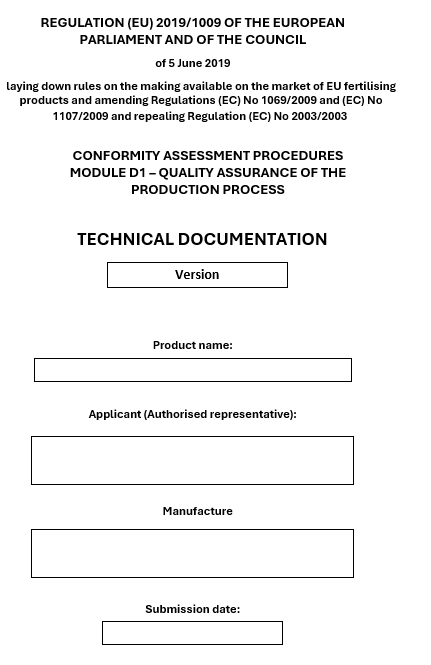 REGULATION (EU) 2019/1009 OF THE EUROPEAN
PARLIAMENT AND OF THE COUNCIL
of 5 June 2019
laying down rules on the making available on the market of EU fertilising
products and amending Regulations (EC) No 1069/2009 and (EC) No
1107/2009 and repealing Regulation (EC) No 2003/2003
CONFORMITY ASSESSMENT PROCEDURES
MODULE D1 – QUALITY ASSURANCE OF THE
PRODUCTION PROCESS
TECHNICAL DOCUMENTATION
Version
Product name:
Applicant (Authorised representative):
Manufacture
Submission date: